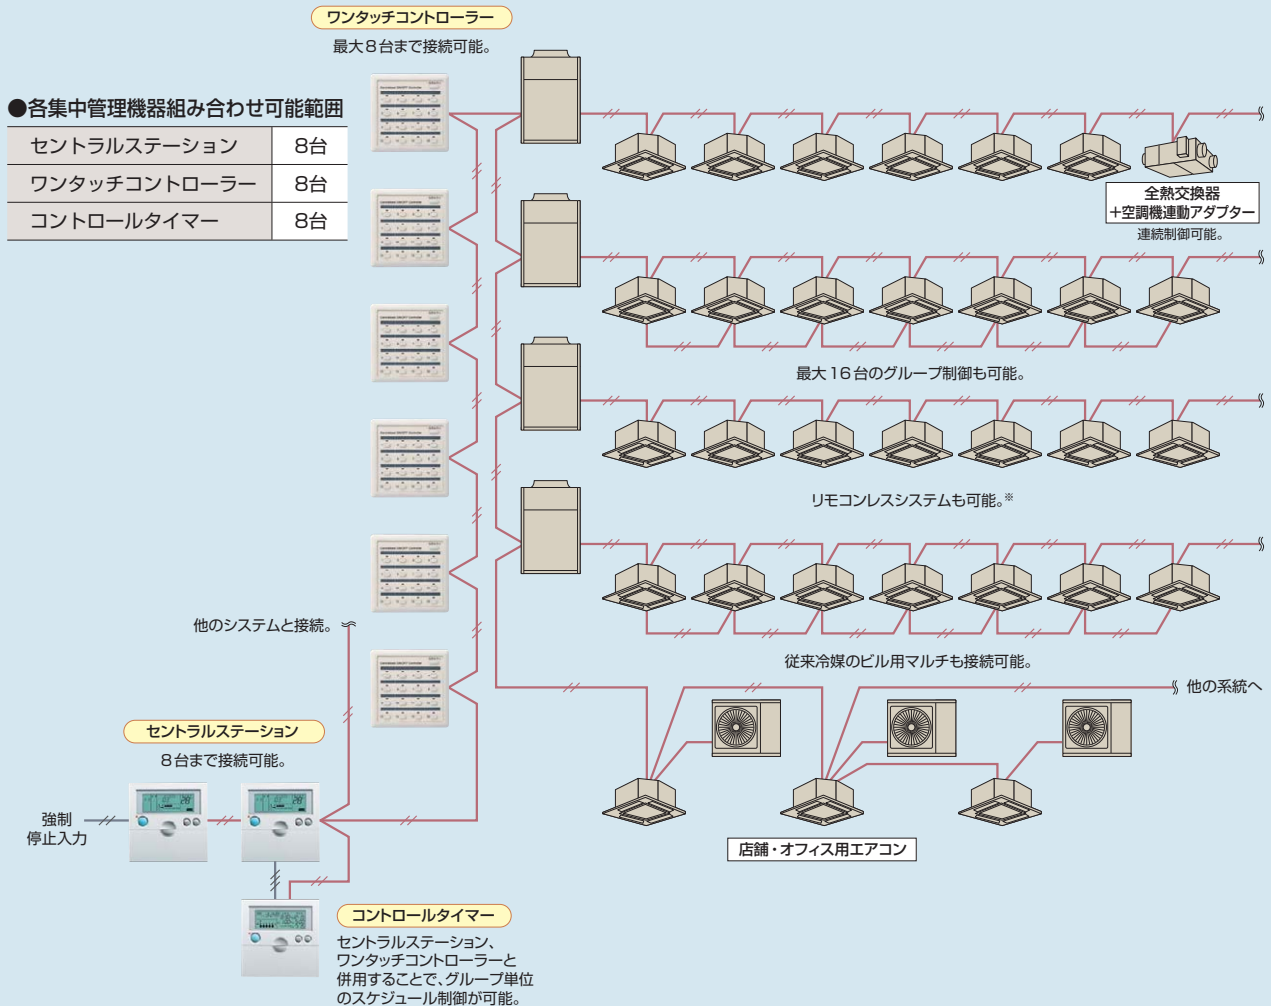 ワンタッチコントローラー
最大8台まで接続可能。
●各集中管理機器組み合わせ可能範囲
セントラルステーション 8台
ワンタッチコントローラー 8台
コントロールタイマー 8台
全熱交換器
+空調機連動アダプター
連続制御可能。
最大16台のグループ制御も可能。
リモコンレスシステムも可能。※
従来冷媒のビル用マルチも接続可能。
他のシステムと接続。
他の系統へ
セントラルステーション
8台まで接続可能。
強制
停止入力
店舗・オフィス用エアコン
コントロールタイマー
セントラルステーション、
ワンタッチコントローラーと
併用することで、グループ単位
のスケジュール制御が可能。